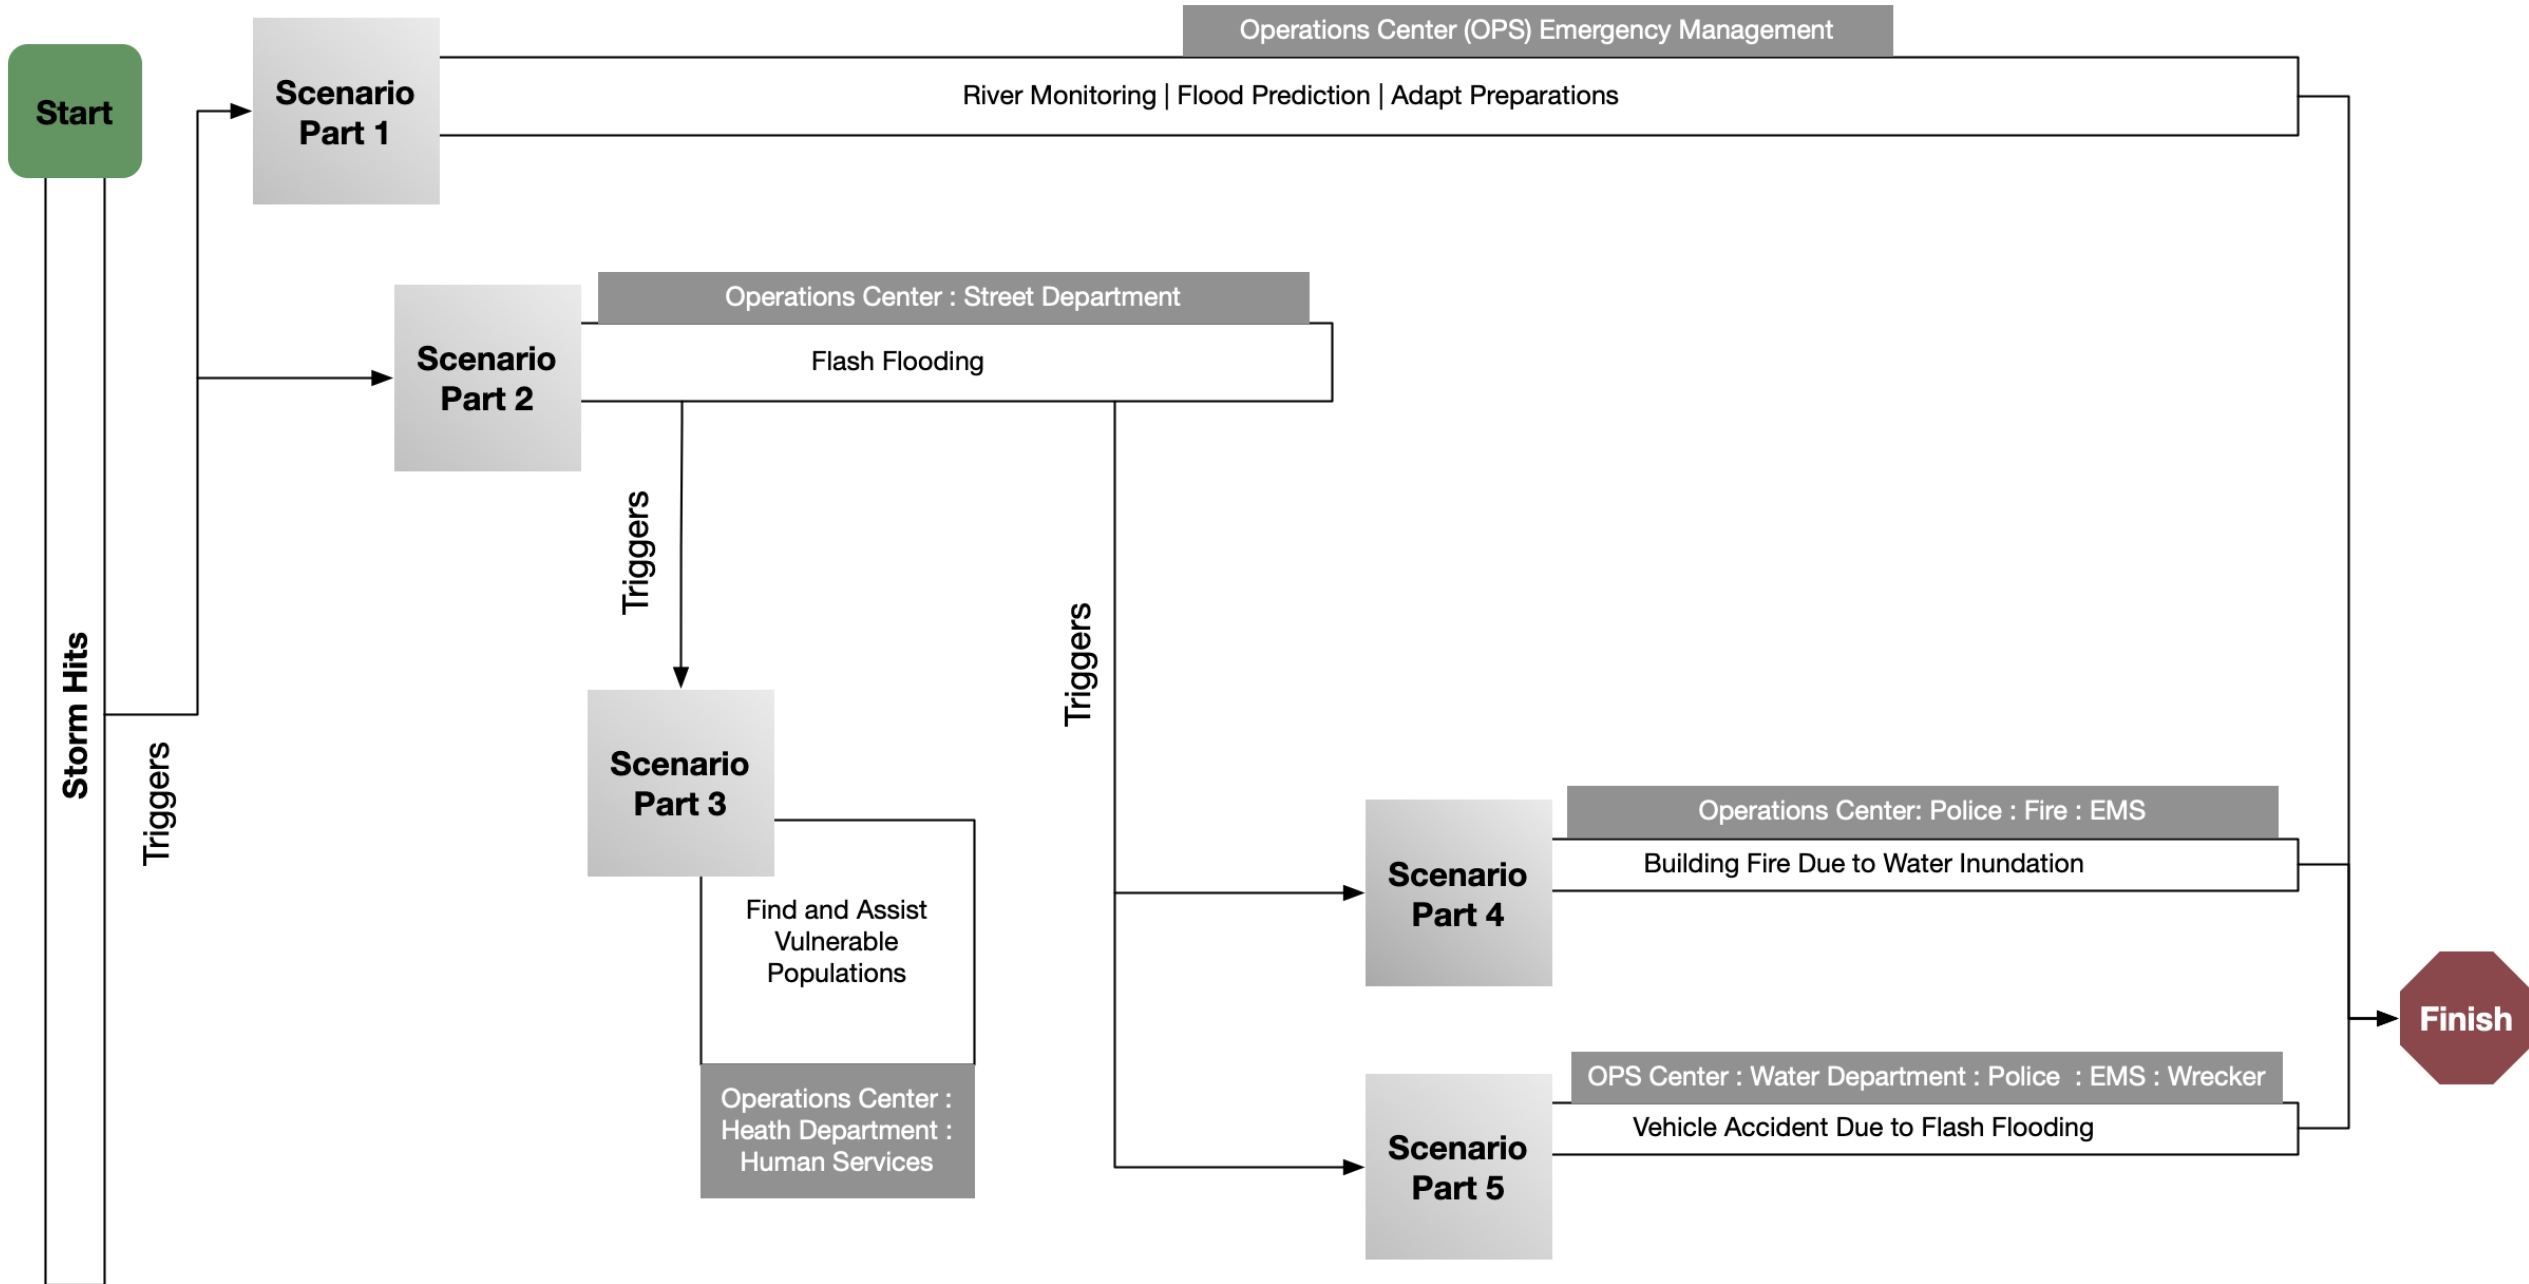 Start
Storm Hits
Triggers
Scenario
Part 1
Operations Center (OPS) Emergency Management
River Monitoring | Flood Prediction | Adapt Preparations
Scenario
Part 2
Operations Center : Street Department
Flash Flooding
Triggers
Triggers
Scenario
Part 3
Find and Assist
Vulnerable
Populations
Operations Center :
Heath Department :
Human Services
Scenario
Part 4
Operations Center: Police : Fire : EMS
Building Fire Due to Water Inundation
Scenario
Part 5
OPS Center : Water Department : Police  : EMS : Wrecker
Vehicle Accident Due to Flash Flooding
Finish